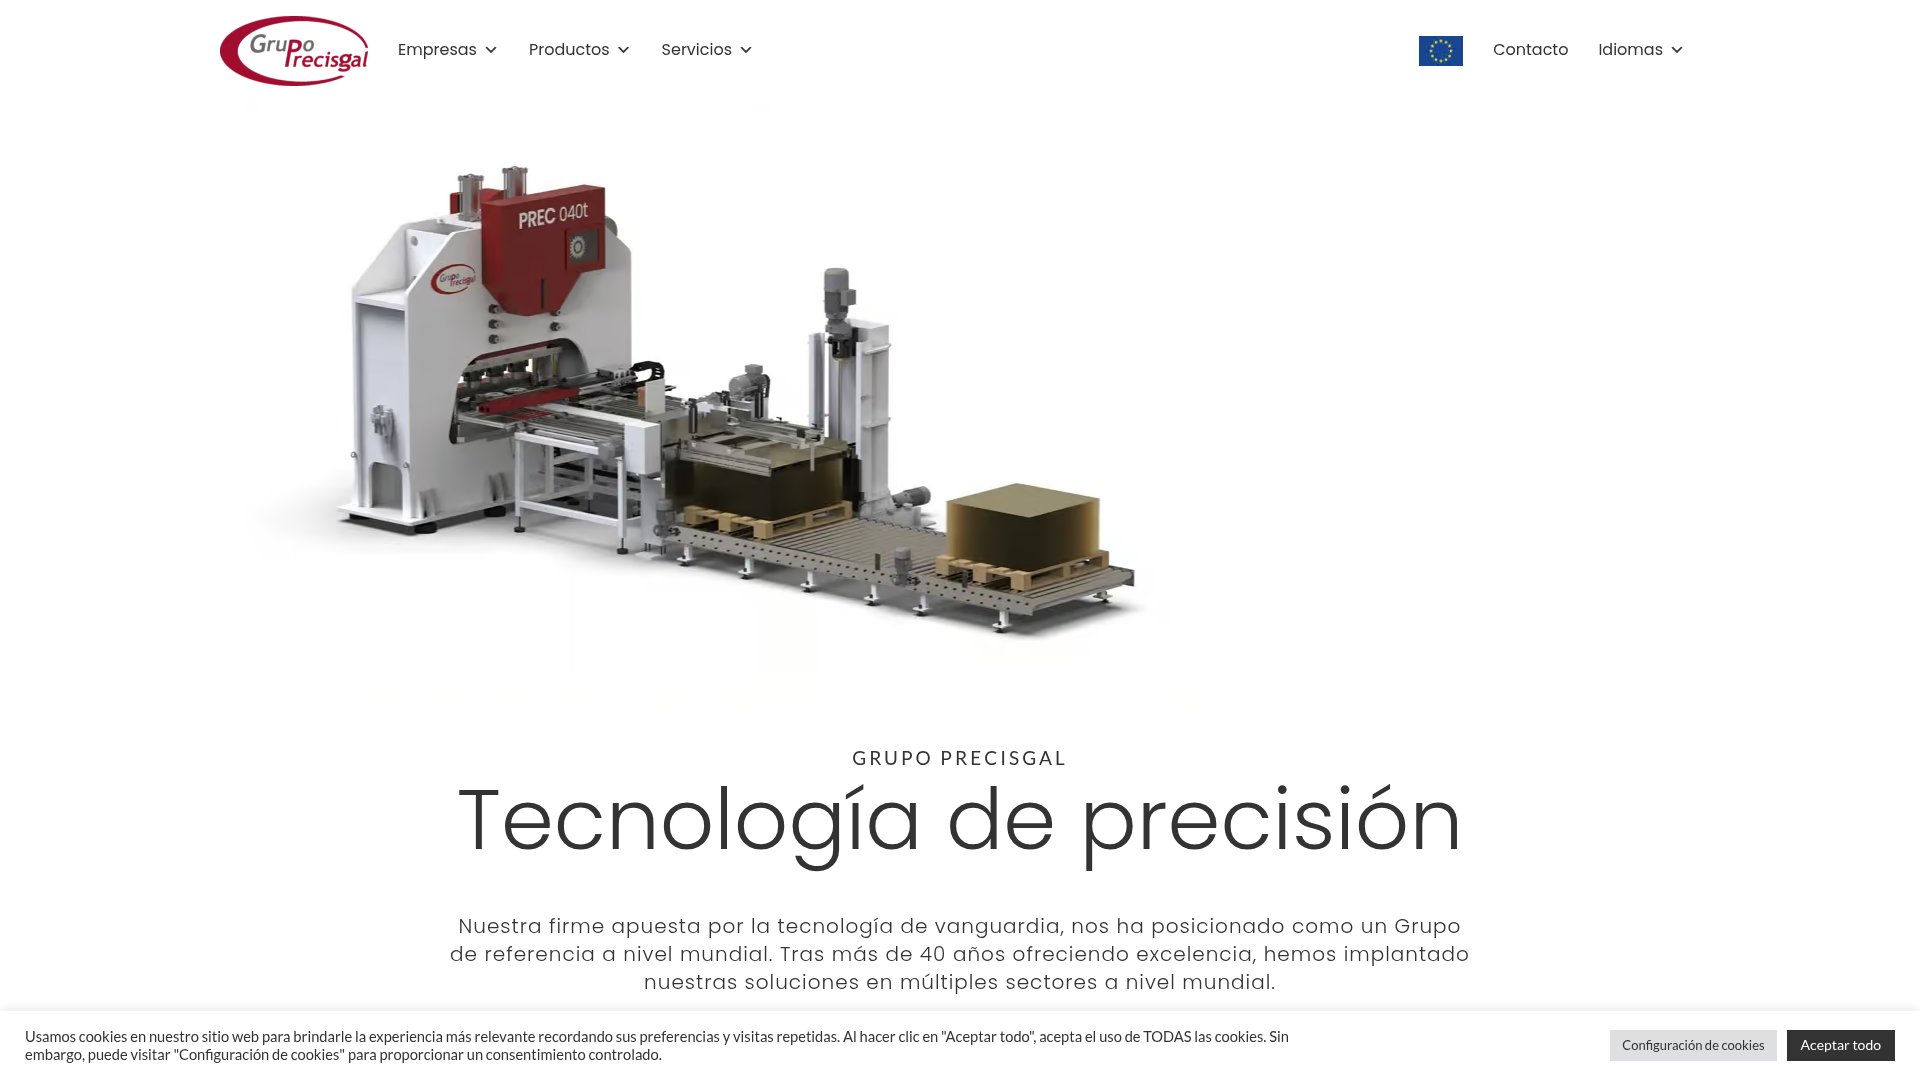 Grupo Precisgal
Empresas
Productos
Servicios
Contacto
Idiomas
PREC 040t
Grupo Precisgal
GRUPO PRECISGAL
Tecnología de precisión
Nuestra firme apuesta por la tecnología de vanguardia, nos ha posicionado como un Grupo
de referencia a nivel mundial. Tras más de 40 años ofreciendo excelencia, hemos implantado
nuestras soluciones en múltiples sectores a nivel mundial.
Usamos cookies en nuestro sitio web para brindarle la experiencia más relevante recordando sus preferencias y visitas repetidas. Al hacer clic en "Aceptar todo", acepta el uso de TODAS las cookies. Sin
embargo, puede visitar "Configuración de cookies" para proporcionar un consentimiento controlado.
Configuración de cookies
Aceptar todo